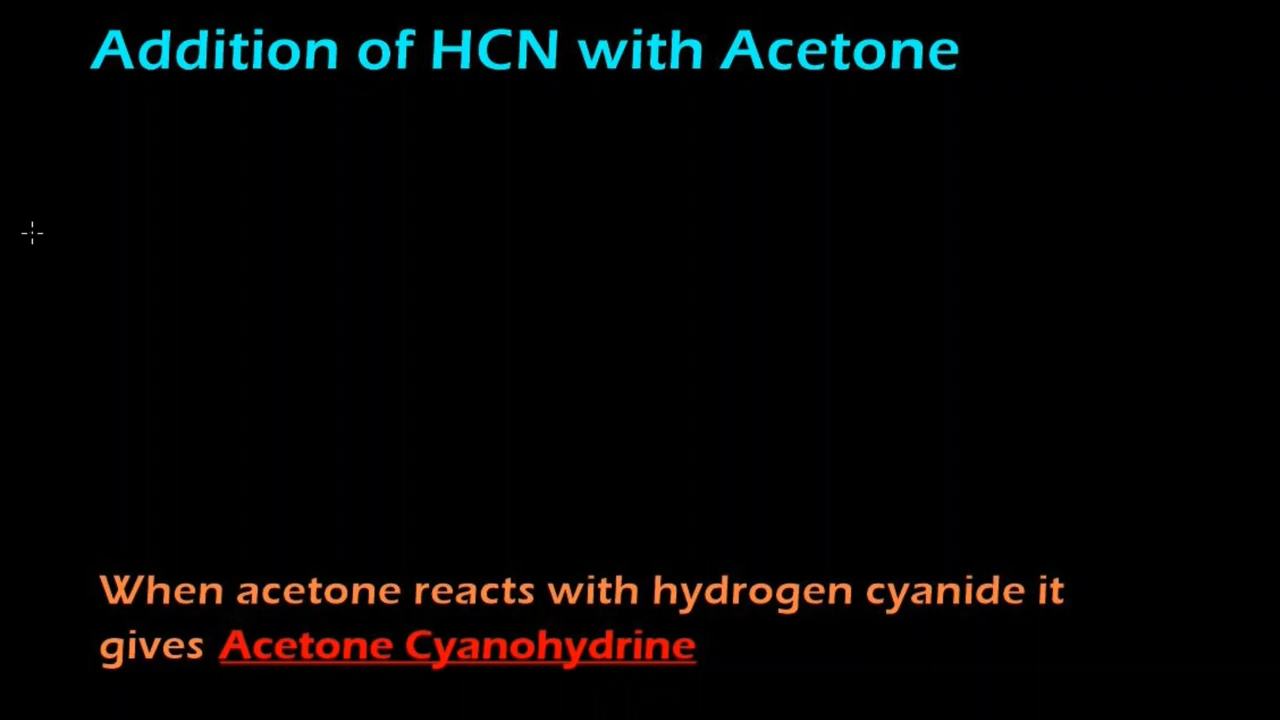 Addition of HCN with Acetone
When acetone reacts with hydrogen cyanide it
gives Acetone Cyanohydrine